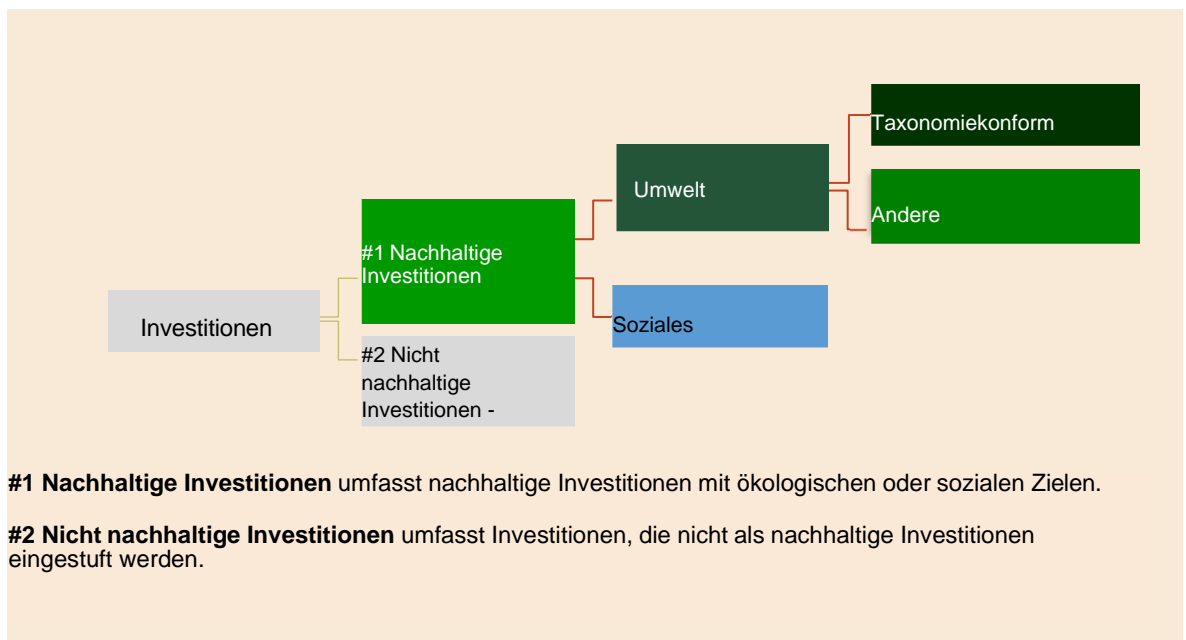 Taxonomiekonform
Umwelt
Andere
#1 Nachhaltige
Investitionen
Investitionen
Soziales
#2 Nicht
nachhaltige
Investitionen -
#1 Nachhaltige Investitionen umfasst nachhaltige Investitionen mit ökologischen oder sozialen Zielen.
#2 Nicht nachhaltige Investitionen umfasst Investitionen, die nicht als nachhaltige Investitionen
eingestuft werden.